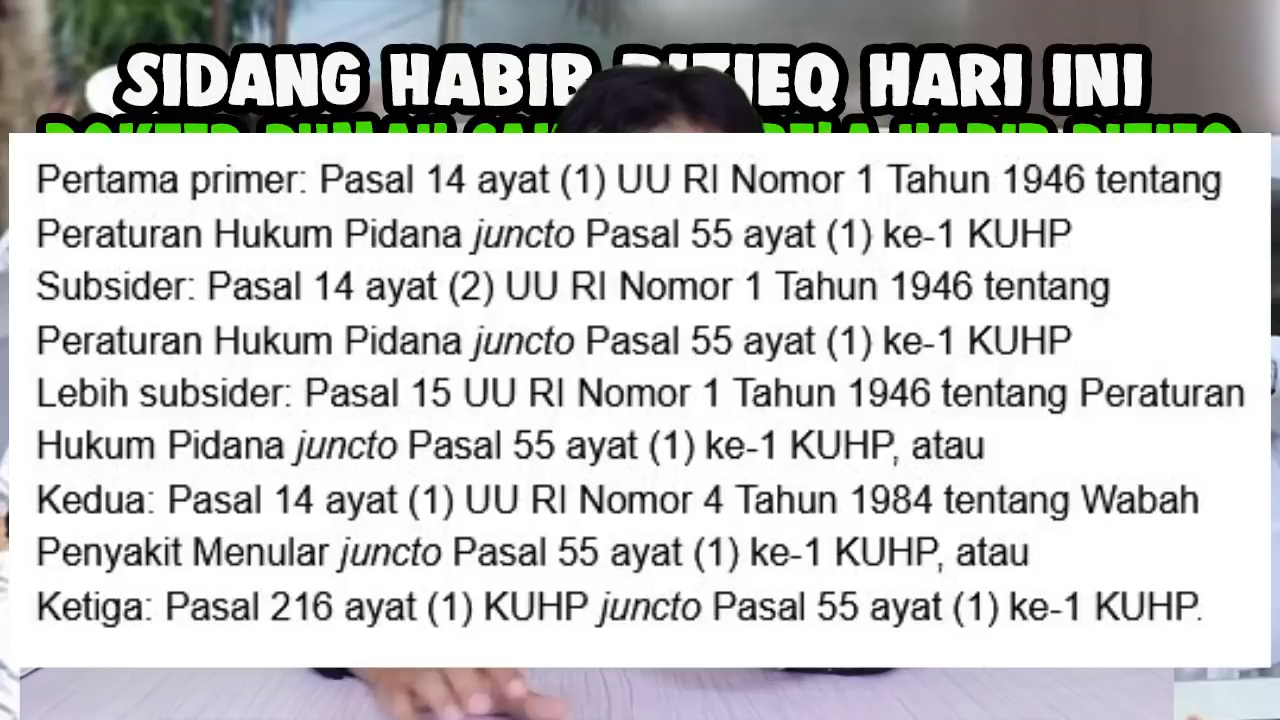 SIDANG HABIB RIZIEQ HARI INI
HABIB RIZIEQ
Pertama primer: Pasal 14 ayat (1) UU RI Nomor 1 Tahun 1946 tentang
Peraturan Hukum Pidana juncto Pasal 55 ayat (1) ke-1 KUHP
Subsider: Pasal 14 ayat (2) UU RI Nomor 1 Tahun 1946 tentang
Peraturan Hukum Pidana juncto Pasal 55 ayat (1) ke-1 KUHP
Lebih subsider: Pasal 15 UU RI Nomor 1 Tahun 1946 tentang Peraturan
Hukum Pidana juncto Pasal 55 ayat (1) ke-1 KUHP, atau
Kedua: Pasal 14 ayat (1) UU RI Nomor 4 Tahun 1984 tentang Wabah
Penyakit Menular juncto Pasal 55 ayat (1) ke-1 KUHP, atau
Ketiga: Pasal 216 ayat (1) KUHP juncto Pasal 55 ayat (1) ke-1 KUHP.